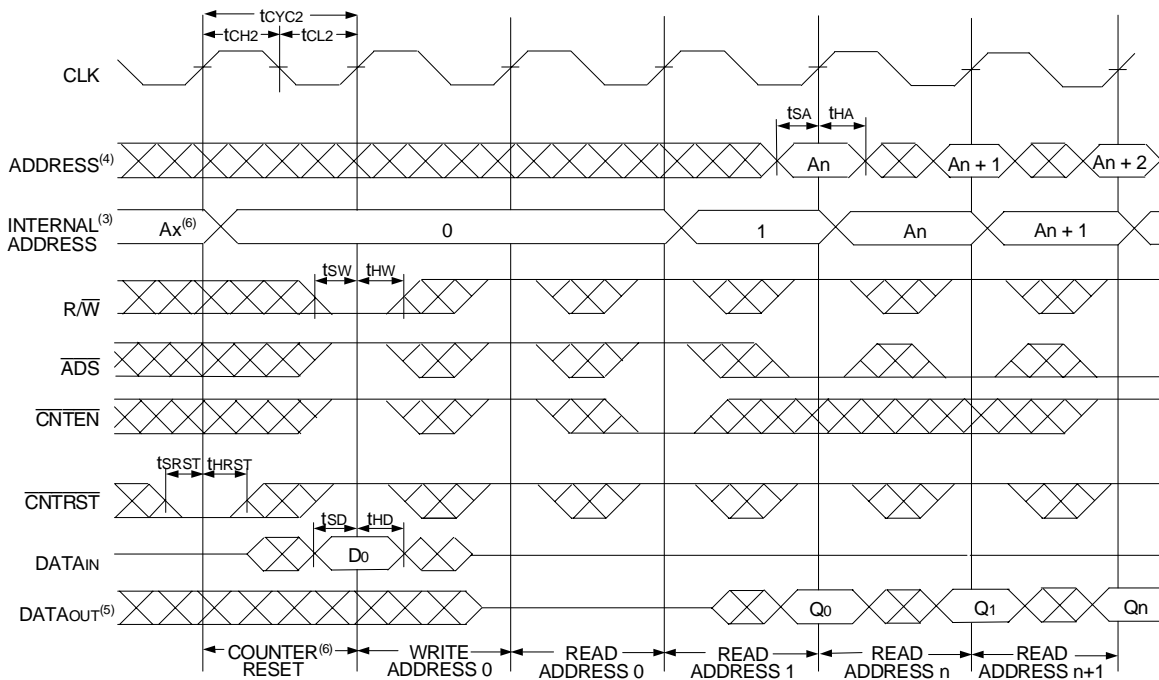 tCYC2
tCH2 tCL2
CLK
tSA tHA
ADDRESS(4)
An An + 1 An + 2
INTERNAL(3)
ADDRESS
Ax(6) 0 1 An An + 1
tSW tHW
R/W
ADS
CNTEN
tSRST tHRST
CNTRST
tSD tHD
DATAIN
D0
DATAOUT(5)
Q0 Q1 Qn
COUNTER(6)
RESET
WRITE
ADDRESS 0
READ
ADDRESS 0
READ
ADDRESS 1
READ
ADDRESS n
READ
ADDRESS n+1